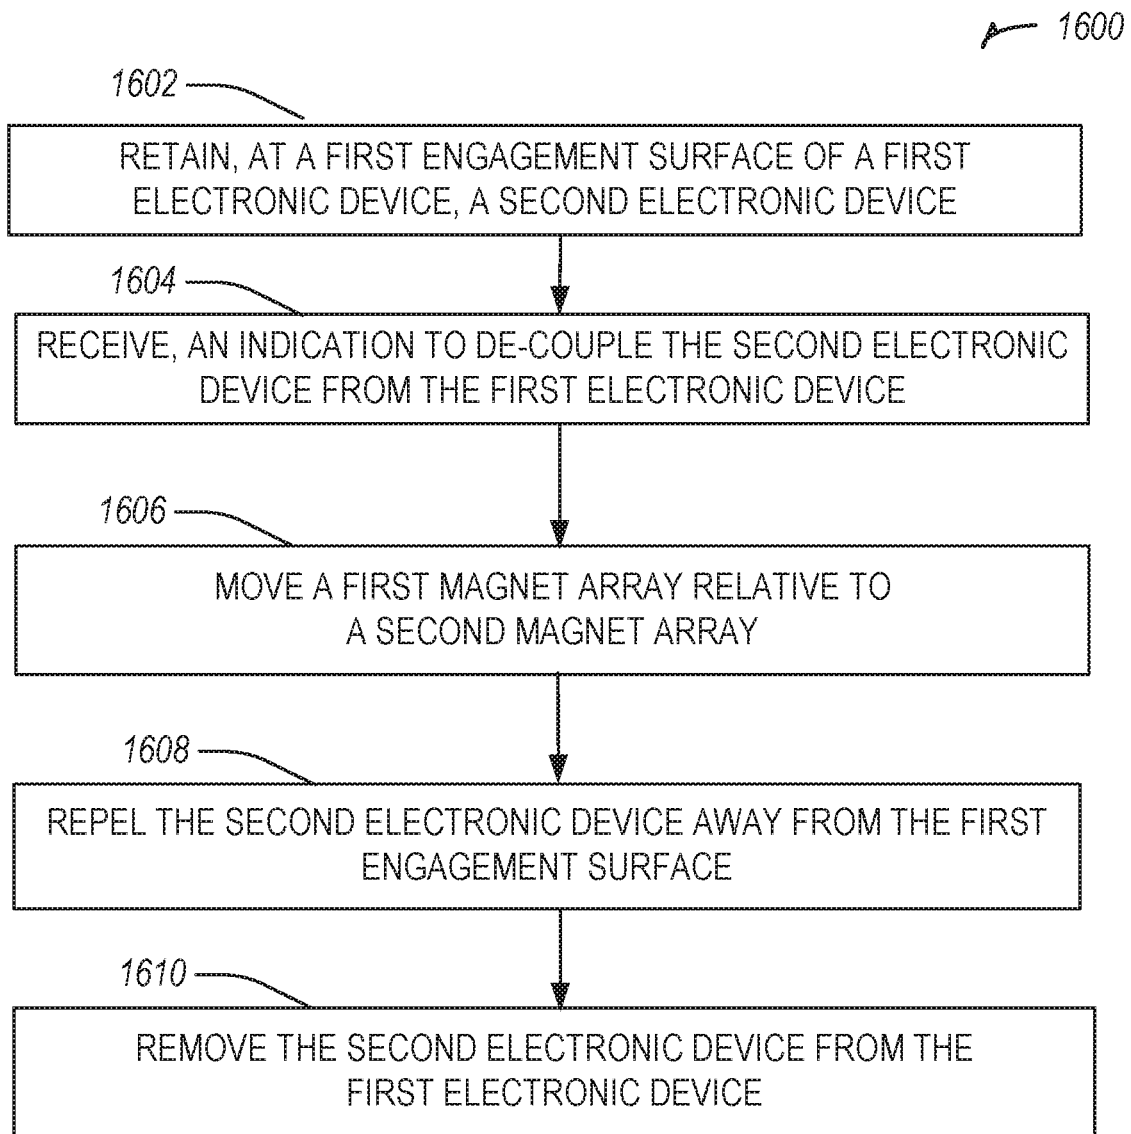 1600
1602
RETAIN, AT A FIRST ENGAGEMENT SURFACE OF A FIRST
ELECTRONIC DEVICE, A SECOND ELECTRONIC DEVICE
1604
RECEIVE, AN INDICATION TO DE-COUPLE THE SECOND ELECTRONIC
DEVICE FROM THE FIRST ELECTRONIC DEVICE
1606
MOVE A FIRST MAGNET ARRAY RELATIVE TO
A SECOND MAGNET ARRAY
1608
REPEL THE SECOND ELECTRONIC DEVICE AWAY FROM THE FIRST
ENGAGEMENT SURFACE
1610
REMOVE THE SECOND ELECTRONIC DEVICE FROM THE
FIRST ELECTRONIC DEVICE